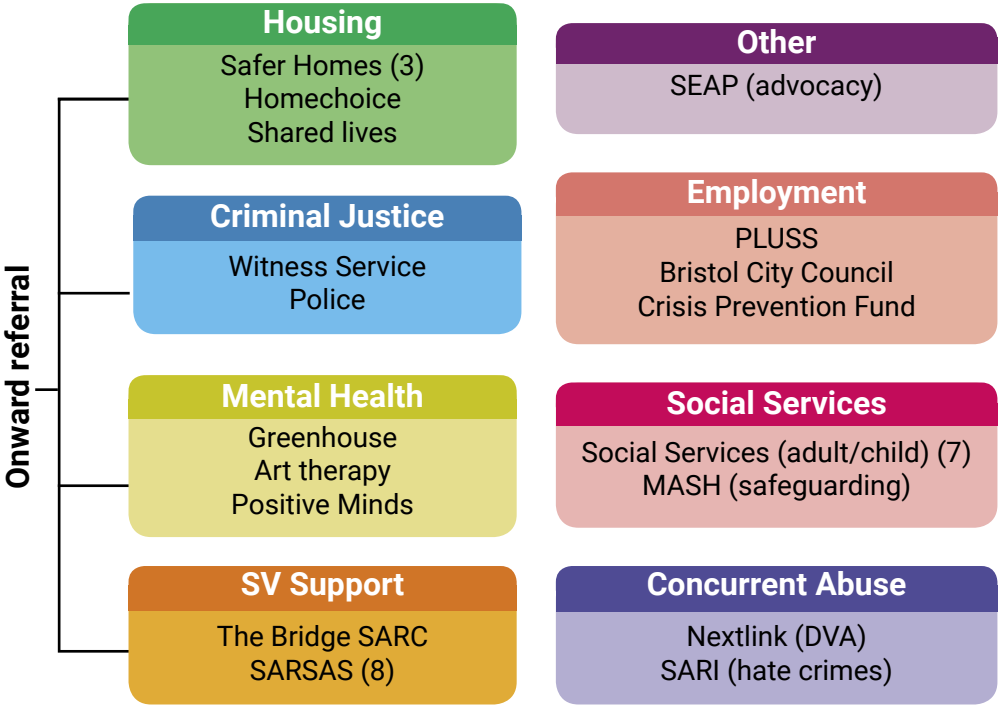 Onward referral
Housing
Safer Homes (3)
Homechoice
Shared lives
Criminal Justice
Witness Service
Police
Mental Health
Greenhouse
Art therapy
Positive Minds
SV Support
The Bridge SARC
SARSAS (8)
Other
SEAP (advocacy)
Employment
PLUSS
Bristol City Council
Crisis Prevention Fund
Social Services
Social Services (adult/child) (7)
MASH (safeguarding)
Concurrent Abuse
Nextlink (DVA)
SARI (hate crimes)